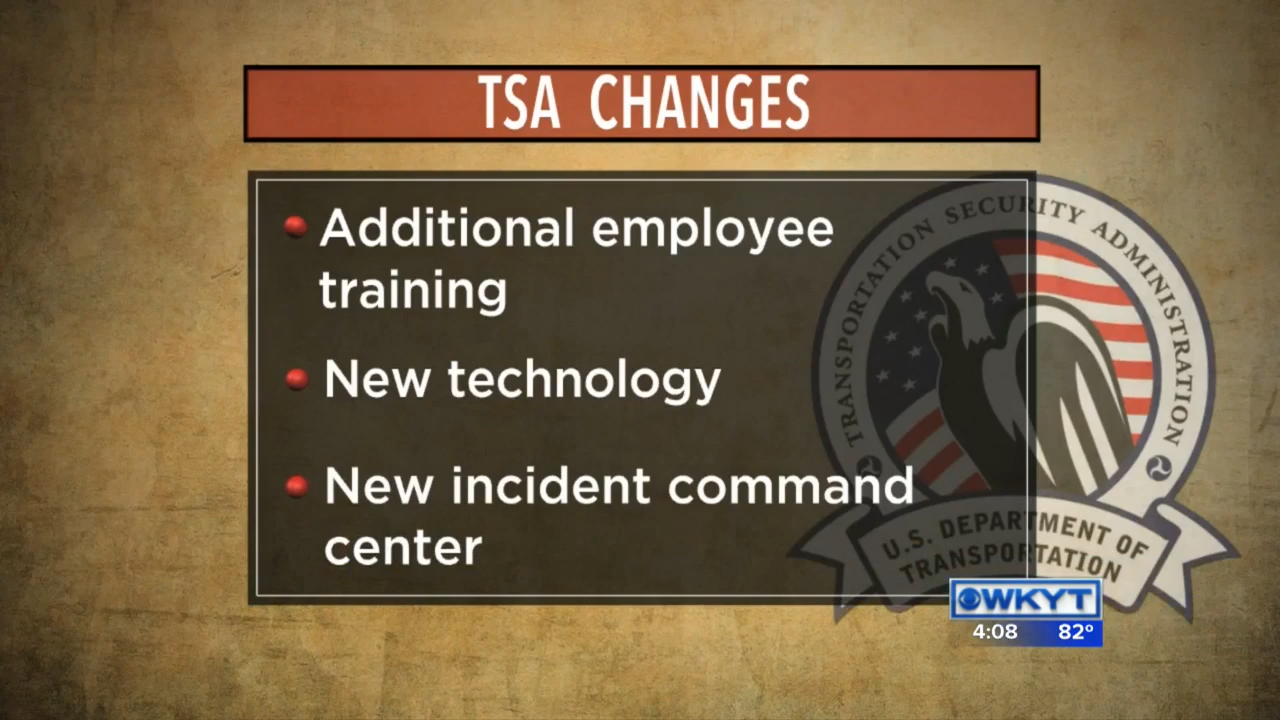 TSA CHANGES
Additional employee
training
New technology
New incident command
center
TRANSPORTATION SECURITY ADMINISTRATION
U.S. DEPARTMENT OF
TRANSPORTATION
WKYT
4:08 82°